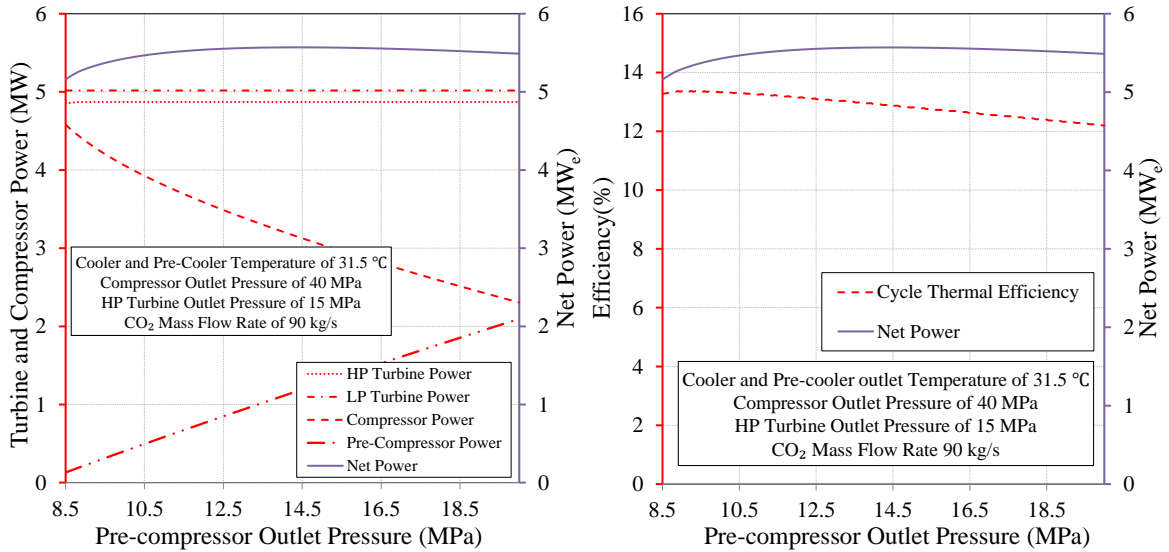 Turbine and Compressor Power (MW)
6
5
4
3
2
1
0
Cooler and Pre-Cooler Temperature of 31.5 ℃
Compressor Outlet Pressure of 40 MPa
HP Turbine Outlet Pressure of 15 MPa
CO₂ Mass Flow Rate of 90 kg/s
HP Turbine Power
LP Turbine Power
Compressor Power
Pre-Compressor Power
Net Power
8.5
10.5
12.5
14.5
16.5
18.5
Pre-compressor Outlet Pressure (MPa)
6
5
4
3
2
1
0
Net Power (MWₑ)
Efficiency(%)
16
14
12
10
8
6
4
2
0
Cycle Thermal Efficiency
Net Power
Cooler and Pre-cooler outlet Temperature of 31.5 ℃
Compressor Outlet Pressure of 40 MPa
HP Turbine Outlet Pressure of 15 MPa
CO₂ Mass Flow Rate 90 kg/s
8.5
10.5
12.5
14.5
16.5
18.5
Pre-compressor Outlet Pressure (MPa)
6
5
4
3
2
1
0
Net Power (MWₑ)